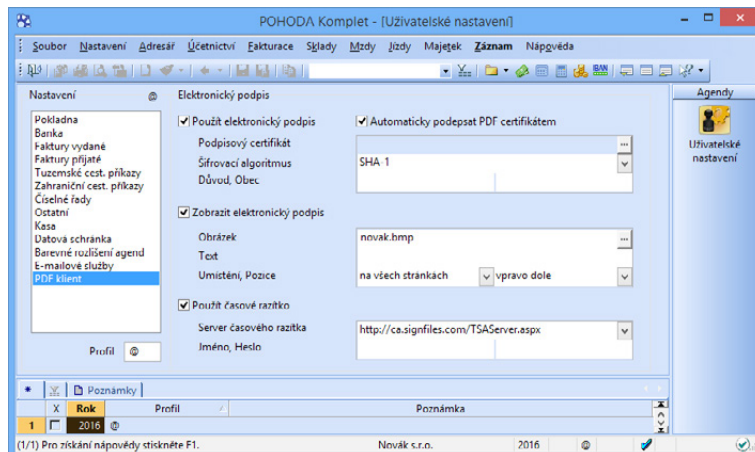 POHODA Komplet - [Uživatelské nastavení]
Soubor Nastavení Adresář Účetnictví Fakturace Sklady Mzdy Jízdy Majetek Záznam Nápověda
Nastavení @ Elektronický podpis Agendy
Pokladna
Banka
Faktury vydané
Faktury přijaté
Tuzemské cest. příkazy
Zahraniční cest. příkazy
Číselné řady
Ostatní
Kasa
Datová schránka
Barevné rozlišení agend
E-mailové služby
PDF klient
Profil @
Použít elektronický podpis Automaticky podepsat PDF certifikátem
Podpisový certifikát ...
Šifrovací algoritmus SHA-1
Důvod, Obec
Zobrazit elektronický podpis
Obrázek novak.bmp ...
Text
Umístění, Pozice na všech stránkách vpravo dole
Použít časové razítko
Server časového razítka http://ca.signfiles.com/TSAServer.aspx
Jméno, Heslo
Uživatelské
nastavení
* Poznámky
X Rok Profil Poznámka
1 2016 @
(1/1) Pro získání nápovědy stiskněte F1. Novák s.r.o. 2016 @